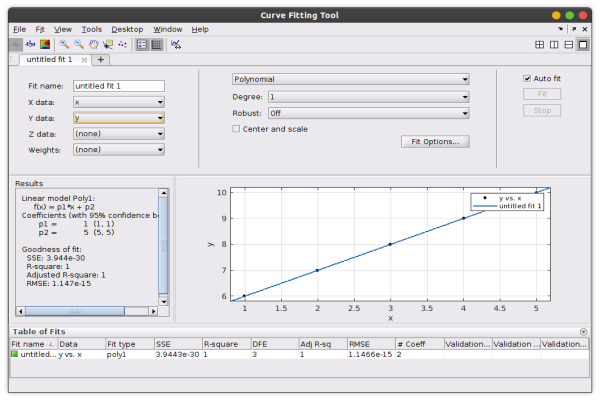 Curve Fitting Tool
File Fit View Tools Desktop Window Help
untitled fit 1
Fit name: untitled fit 1
X data: x
Y data: y
Z data: (none)
Weights: (none)
Polynomial
Degree: 1
Robust: Off
Center and scale
Fit Options...
Auto fit
Fit
Stop
Results
Linear model Poly1:
f(x) = p1*x + p2
Coefficients (with 95% confidence bo
p1 = 1 (1, 1)
p2 = 5 (5, 5)
Goodness of fit:
SSE: 3.944e-30
R-square: 1
Adjusted R-square: 1
RMSE: 1.147e-15
y vs. x
untitled fit 1
10
9
8
7
6
y
1 1.5 2 2.5 3 3.5 4 4.5 5
x
Table of Fits
Fit name Data Fit type SSE R-square DFE Adj R-sq RMSE # Coeff Validation... Validation ... Validation...
untitled... y vs. x poly1 3.9443e-30 1 3 1 1.1466e-15 2